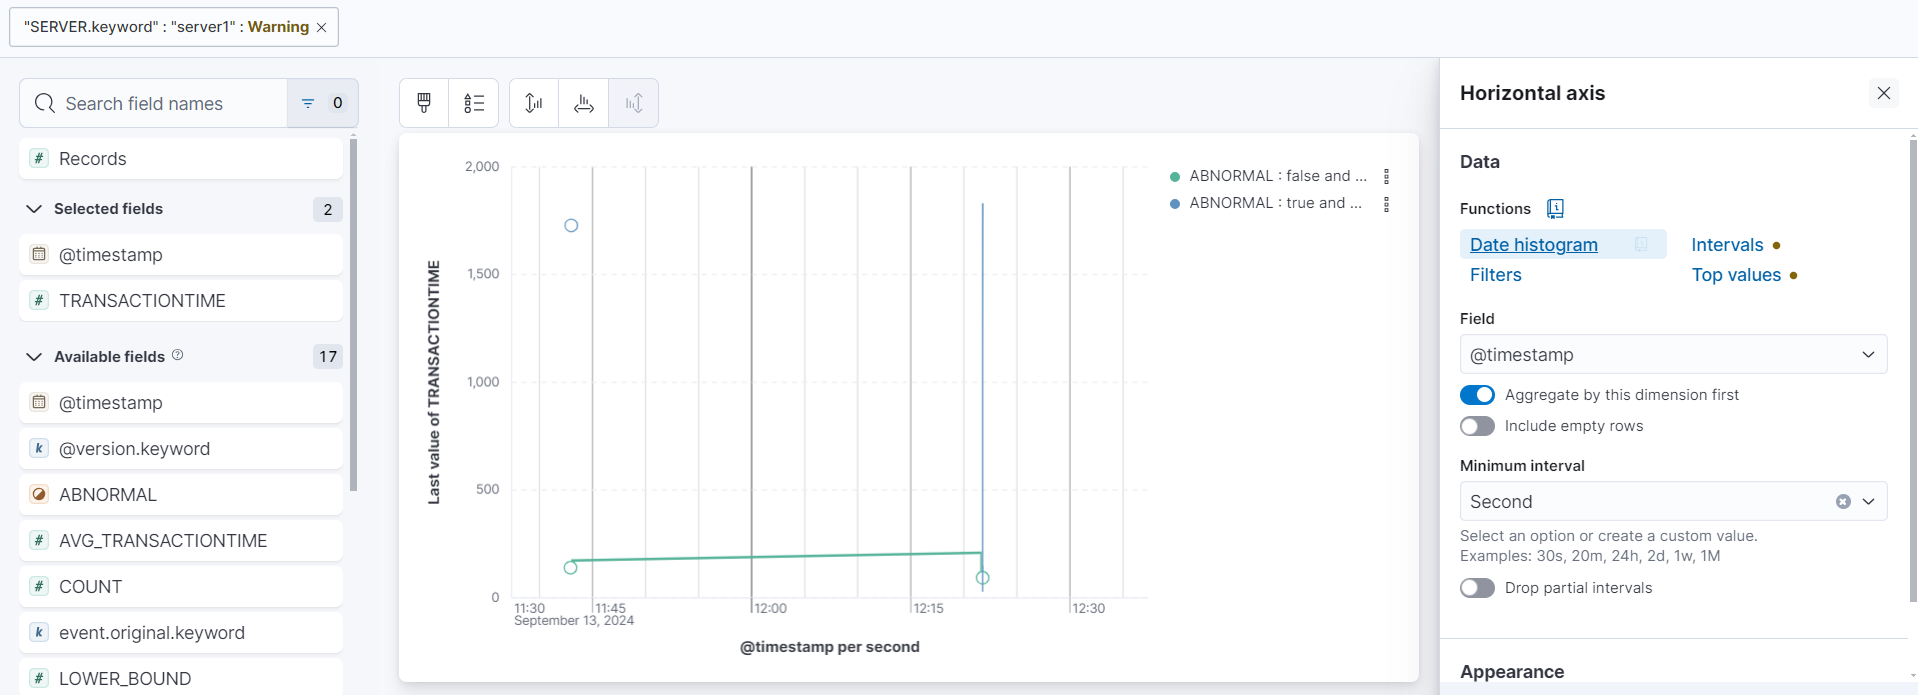 "SERVER.keyword" : "server1" : Warning
Search field names
0
Records
Selected fields
2
@timestamp
TRANSACTIONTIME
Available fields
17
@timestamp
@version.keyword
ABNORMAL
AVG_TRANSACTIONTIME
COUNT
event.original.keyword
LOWER_BOUND
2,000
1,500
1,000
500
0
Last value of TRANSACTIONTIME
11:30
11:45
12:00
12:15
12:30
September 13, 2024
@timestamp per second
ABNORMAL : false and ...
ABNORMAL : true and ...
Horizontal axis
Data
Functions
Date histogram
Intervals
Filters
Top values
Field
@timestamp
Aggregate by this dimension first
Include empty rows
Minimum interval
Second
Select an option or create a custom value.
Examples: 30s, 20m, 24h, 2d, 1w, 1M
Drop partial intervals
Appearance